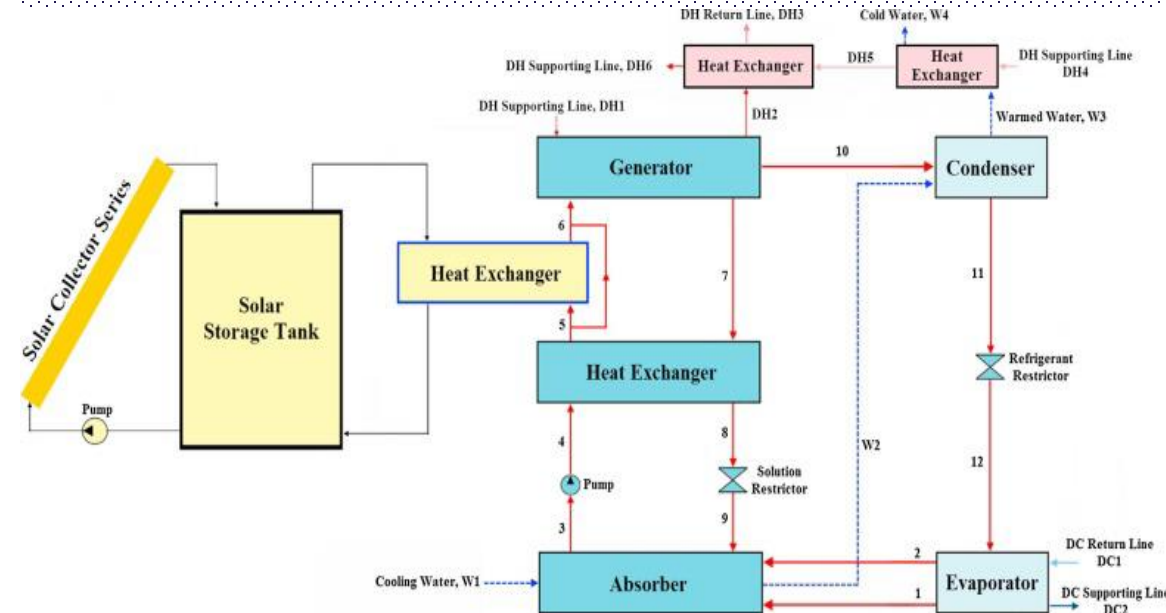 DH Return Line, DH3
Cold Water, W4
DH Supporting Line, DH6
Heat Exchanger
DH5
Heat
Exchanger
DH Supporting Line
DH4
DH Supporting Line, DH1
DH2
Warmed Water, W3
Generator
10
Condenser
Solar Collector Series
6
Heat Exchanger
7
11
Solar
Storage Tank
5
Heat Exchanger
Refrigerant
Restrictor
Pump
4
8
W2
12
Pump
Solution
Restrictor
3
9
Cooling Water, W1
Absorber
2
1
Evaporator
DC Return Line
DC1
DC Supporting Line
DC2